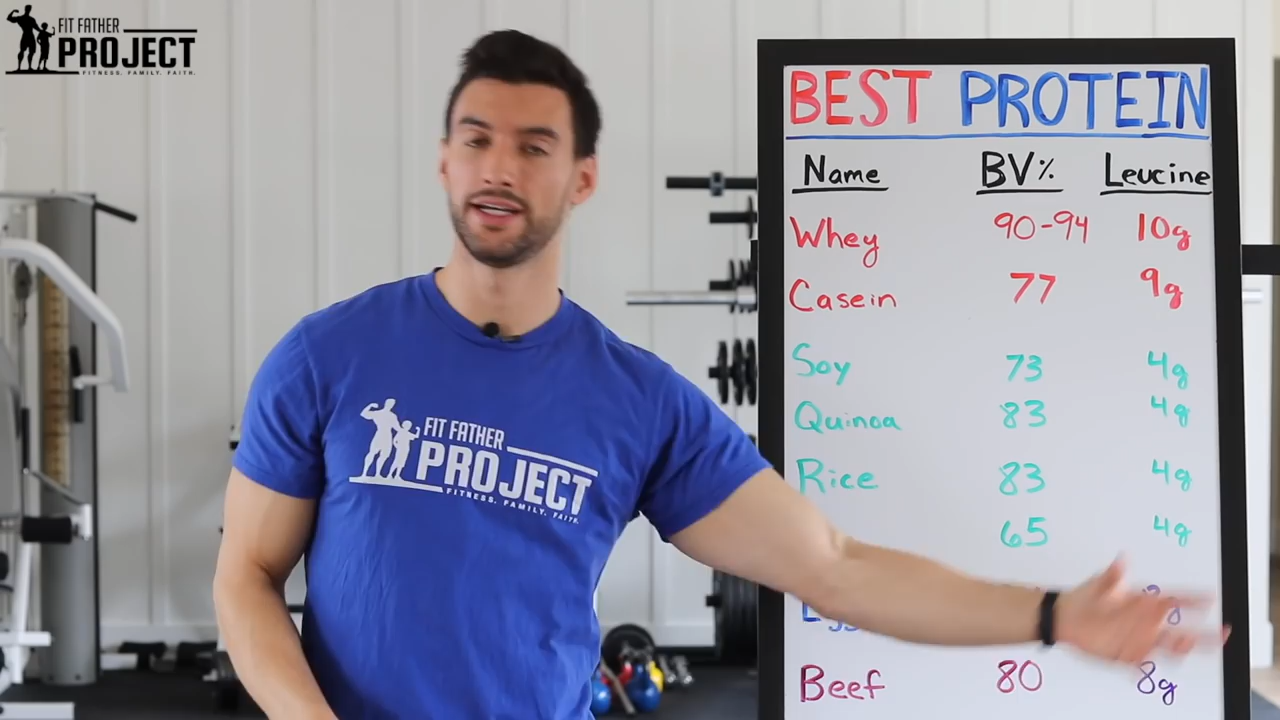 FIT FATHER
PROJECT
FITNESS. FAMILY. FAITH.
BEST PROTEIN
Name BV% Leucine
Whey 90-94 10g
Casein 77 9g
Soy 73 4g
Quinoa 83 4g
Rice 83 4g
65 4g
Beef 80 8g
FIT FATHER
PROJECT
FITNESS. FAMILY. FAITH.